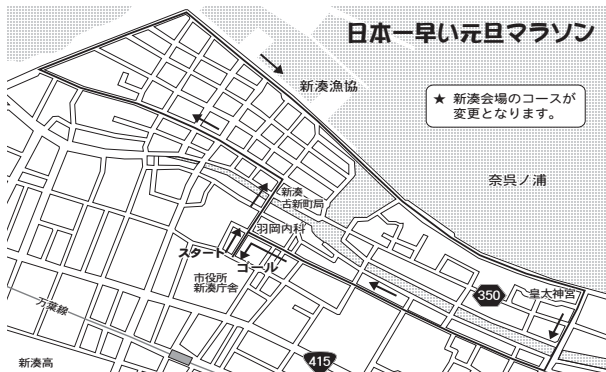 日本一早い元旦マラソン
新湊漁協
★ 新湊会場のコースが
変更となります。
奈呉ノ浦
新湊
古新町局
羽岡内科
スタート
ゴール
市役所
新湊庁舎
350
皇太神宮
万葉線
415
新湊高